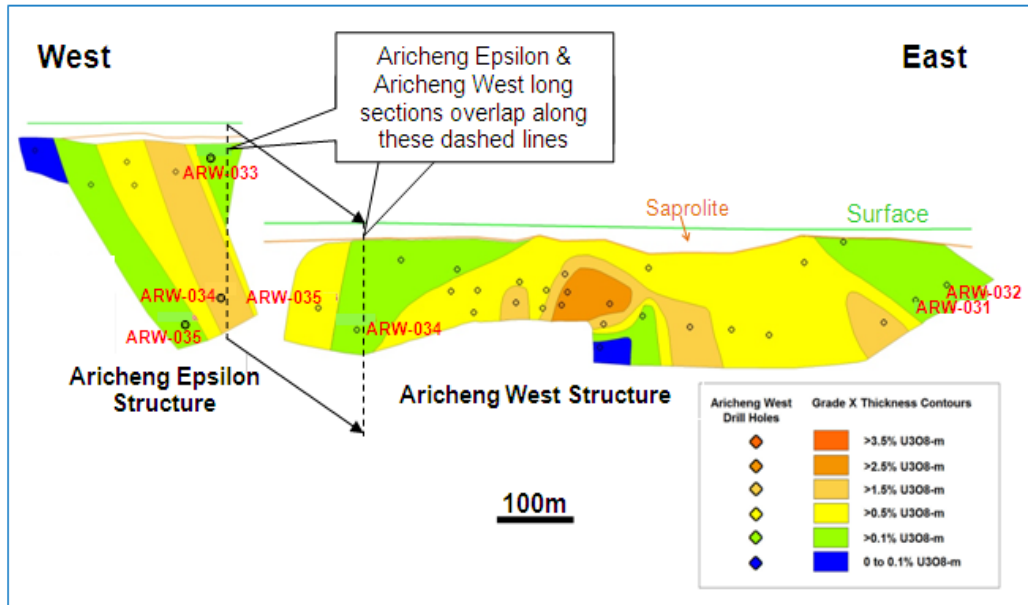 West
East
Aricheng Epsilon &
Aricheng West long
sections overlap along
these dashed lines
ARW-033
Saprolite
Surface
ARW-034
ARW-035
ARW-035
ARW-034
ARW-032
ARW-031
Aricheng Epsilon
Structure
Aricheng West Structure
100m
Aricheng West
Drill Holes
Grade X Thickness Contours
>3.5% U3O8-m
>2.5% U3O8-m
>1.5% U3O8-m
>0.5% U3O8-m
>0.1% U3O8-m
0 to 0.1% U3O8-m